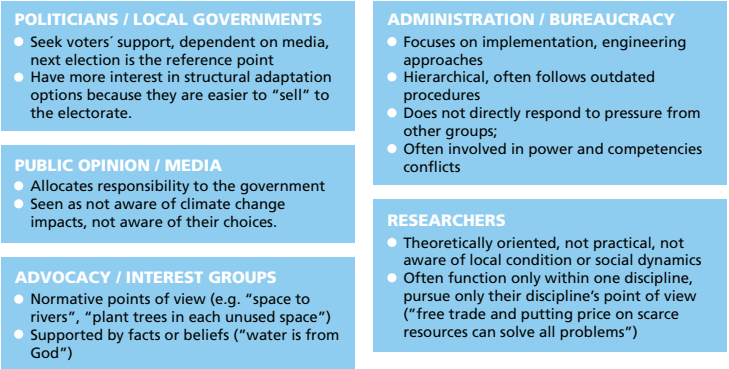 POLITICIANS / LOCAL GOVERNMENTS
● Seek voters´ support, dependent on media,
next election is the reference point
● Have more interest in structural adaptation
options because they are easier to “sell” to
the electorate.
PUBLIC OPINION / MEDIA
● Allocates responsibility to the government
● Seen as not aware of climate change
impacts, not aware of their choices.
ADVOCACY / INTEREST GROUPS
● Normative points of view (e.g. “space to
rivers”, “plant trees in each unused space”)
● Supported by facts or beliefs (“water is from
God”)
ADMINISTRATION / BUREAUCRACY
● Focuses on implementation, engineering
approaches
● Hierarchical, often follows outdated
procedures
● Does not directly respond to pressure from
other groups;
● Often involved in power and competencies
conflicts
RESEARCHERS
● Theoretically oriented, not practical, not
aware of local condition or social dynamics
● Often function only within one discipline,
pursue only their discipline’s point of view
(“free trade and putting price on scarce
resources can solve all problems”)